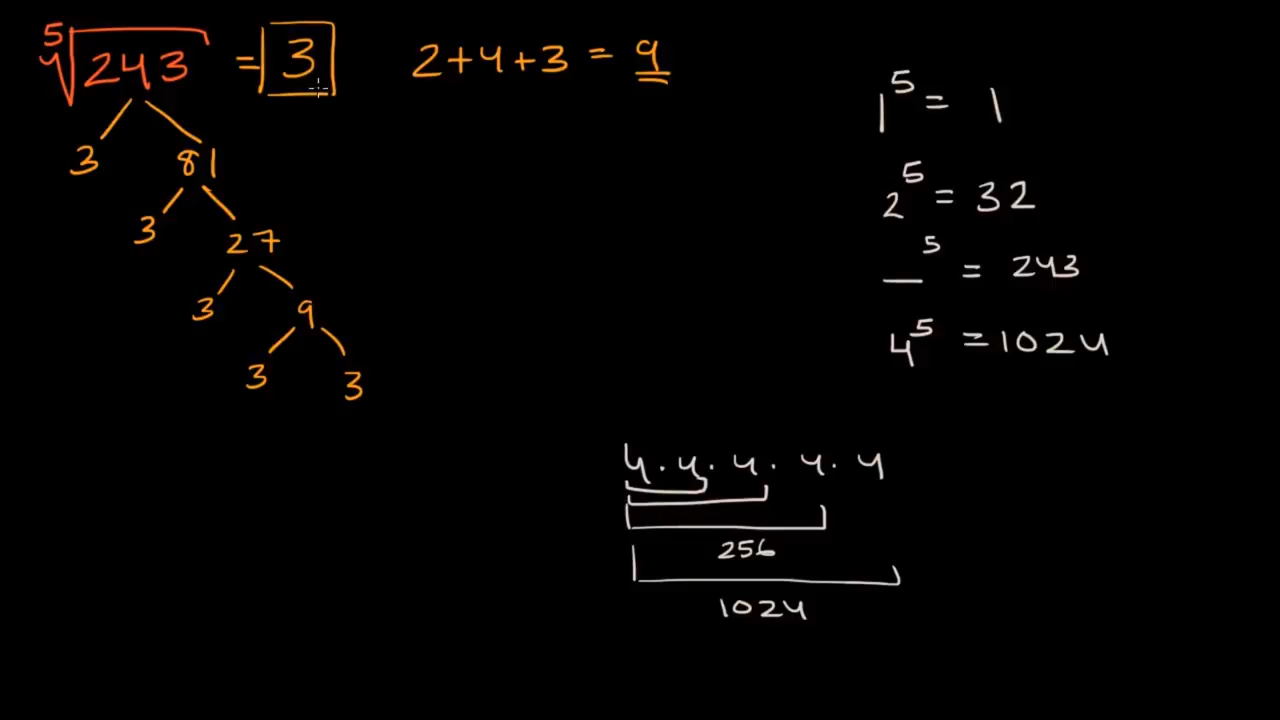 ⁵√243 = 3
2+4+3 = 9
3 81
3 27
3 9
3 3
1⁵ = 1
2⁵ = 32
__⁵ = 243
4⁵ = 1024
4 · 4 · 4 · 4 · 4
256
1024